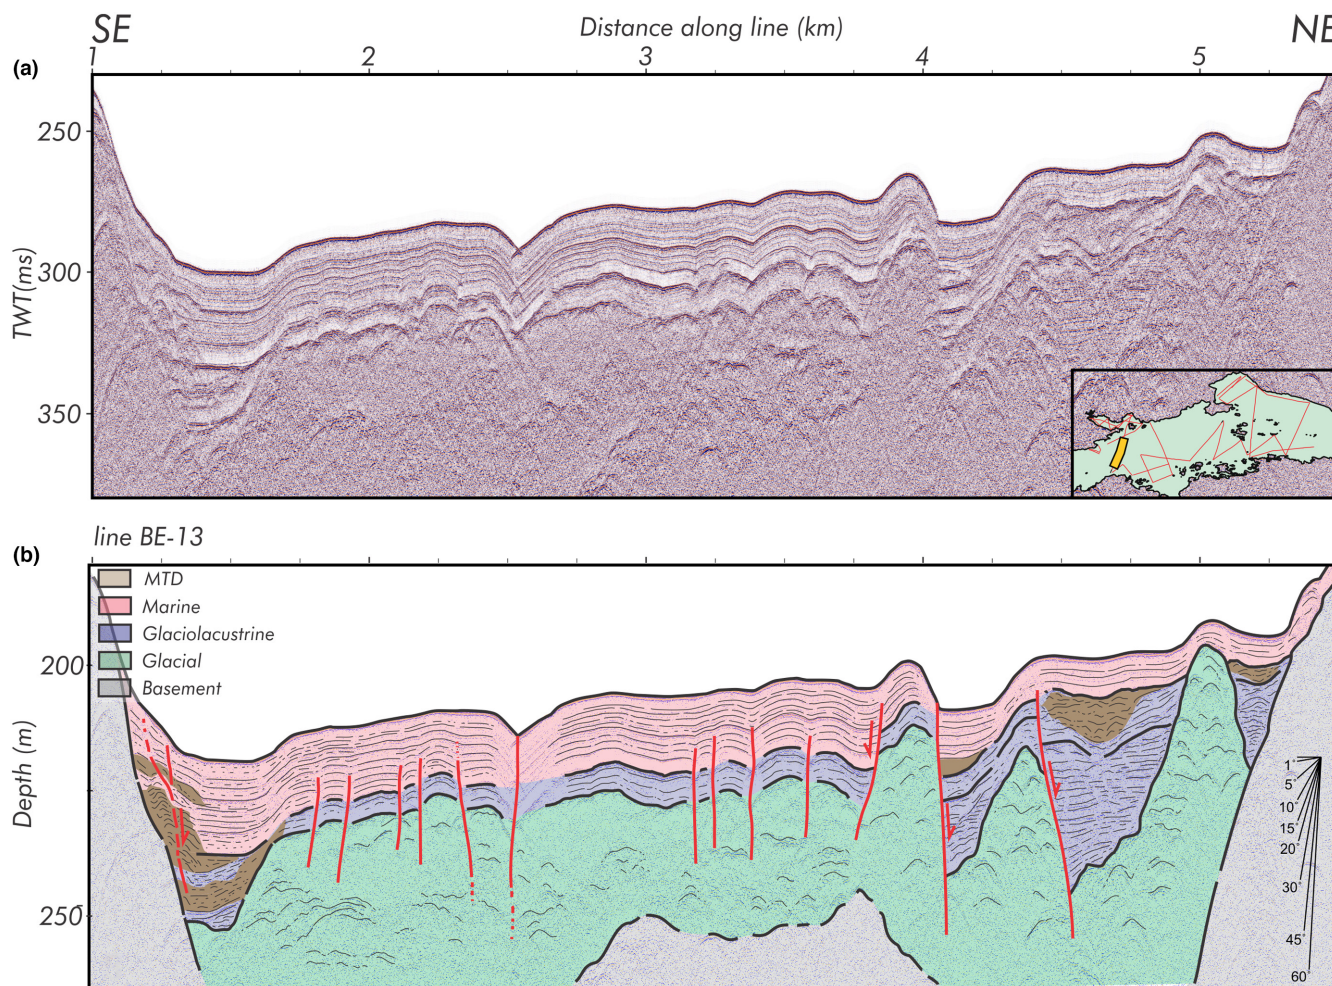 SE
Distance along line (km)
NE
1 2 3 4 5
(a)
250
300
350
TWT(ms)
line BE-13
(b)
MTD
Marine
Glaciolacustrine
Glacial
Basement
200
250
Depth (m)
1°
5°
10°
15°
20°
30°
45°
60°